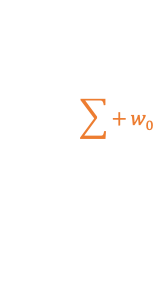 ∑ + w₀